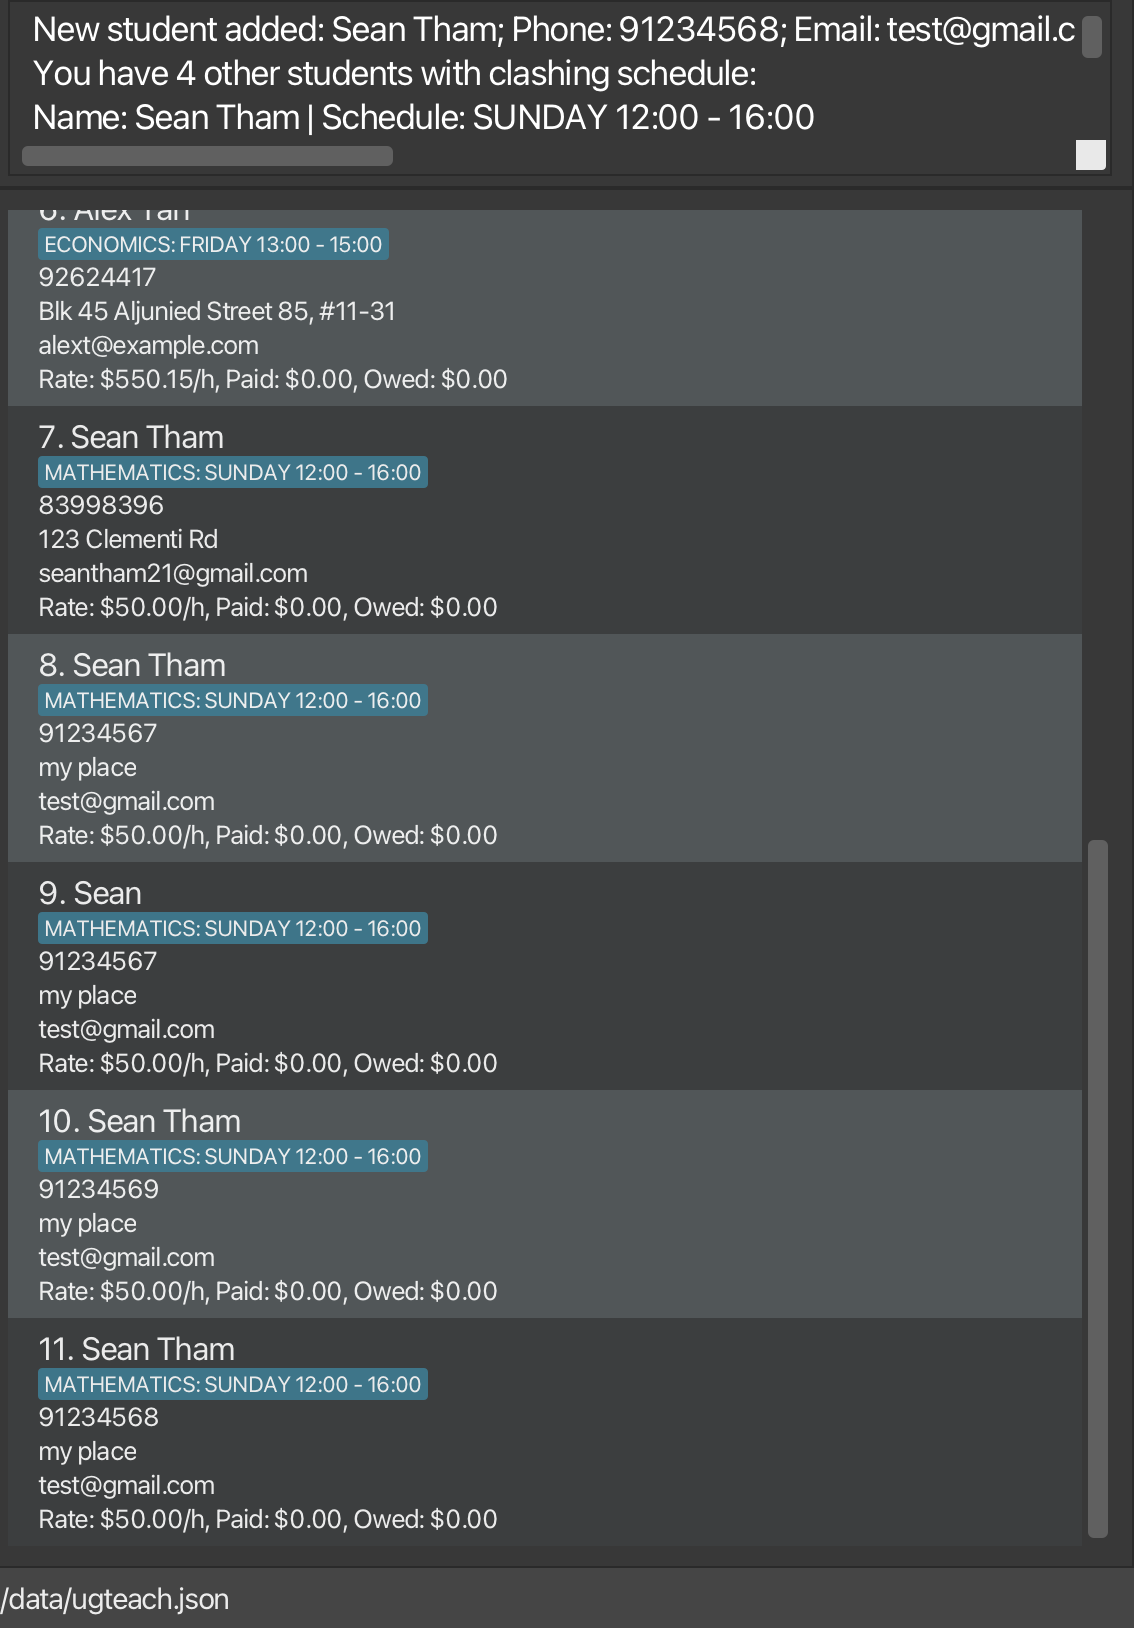 New student added: Sean Tham; Phone: 91234568; Email: test@gmail.c
You have 4 other students with clashing schedule:
Name: Sean Tham | Schedule: SUNDAY 12:00 - 16:00
6. Alex Tan
ECONOMICS: FRIDAY 13:00 - 15:00
92624417
Blk 45 Aljunied Street 85, #11-31
alext@example.com
Rate: $550.15/h, Paid: $0.00, Owed: $0.00
7. Sean Tham
MATHEMATICS: SUNDAY 12:00 - 16:00
83998396
123 Clementi Rd
seantham21@gmail.com
Rate: $50.00/h, Paid: $0.00, Owed: $0.00
8. Sean Tham
MATHEMATICS: SUNDAY 12:00 - 16:00
91234567
my place
test@gmail.com
Rate: $50.00/h, Paid: $0.00, Owed: $0.00
9. Sean
MATHEMATICS: SUNDAY 12:00 - 16:00
91234567
my place
test@gmail.com
Rate: $50.00/h, Paid: $0.00, Owed: $0.00
10. Sean Tham
MATHEMATICS: SUNDAY 12:00 - 16:00
91234569
my place
test@gmail.com
Rate: $50.00/h, Paid: $0.00, Owed: $0.00
11. Sean Tham
MATHEMATICS: SUNDAY 12:00 - 16:00
91234568
my place
test@gmail.com
Rate: $50.00/h, Paid: $0.00, Owed: $0.00
/data/ugteach.json